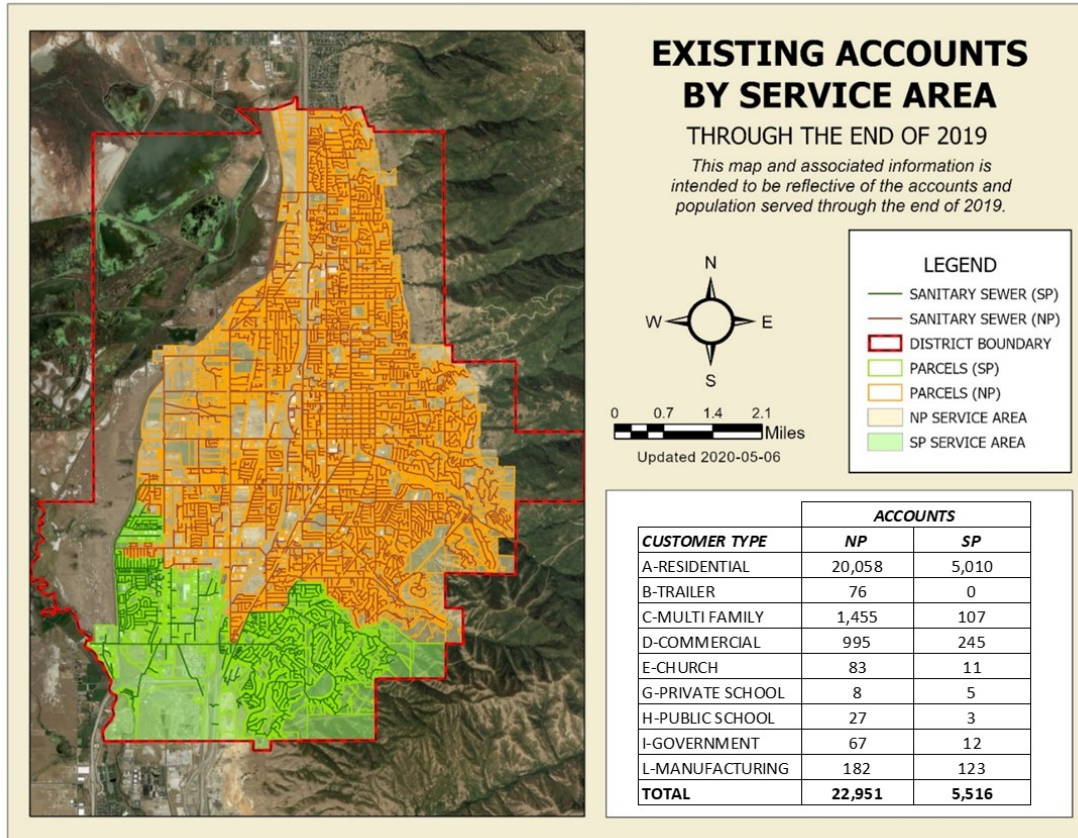 EXISTING ACCOUNTS
BY SERVICE AREA
THROUGH THE END OF 2019
This map and associated information is
intended to be reflective of the accounts and
population served through the end of 2019.
N
W E
S
0 0.7 1.4 2.1
Miles
Updated 2020-05-06
LEGEND
SANITARY SEWER (SP)
SANITARY SEWER (NP)
DISTRICT BOUNDARY
PARCELS (SP)
PARCELS (NP)
NP SERVICE AREA
SP SERVICE AREA
ACCOUNTS
CUSTOMER TYPE NP SP
A-RESIDENTIAL 20,058 5,010
B-TRAILER 76 0
C-MULTI FAMILY 1,455 107
D-COMMERCIAL 995 245
E-CHURCH 83 11
G-PRIVATE SCHOOL 8 5
H-PUBLIC SCHOOL 27 3
I-GOVERNMENT 67 12
L-MANUFACTURING 182 123
TOTAL 22,951 5,516